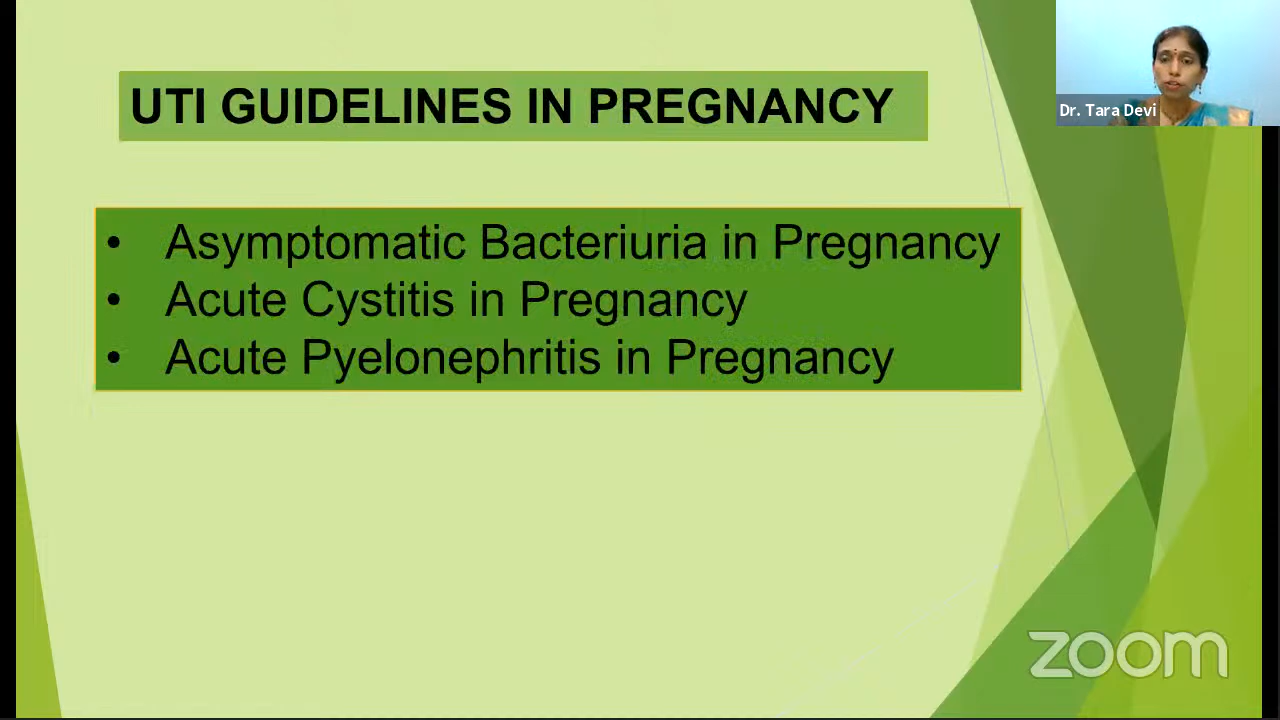 UTI GUIDELINES IN PREGNANCY
Dr. Tara Devi
• Asymptomatic Bacteriuria in Pregnancy
• Acute Cystitis in Pregnancy
• Acute Pyelonephritis in Pregnancy
zoom